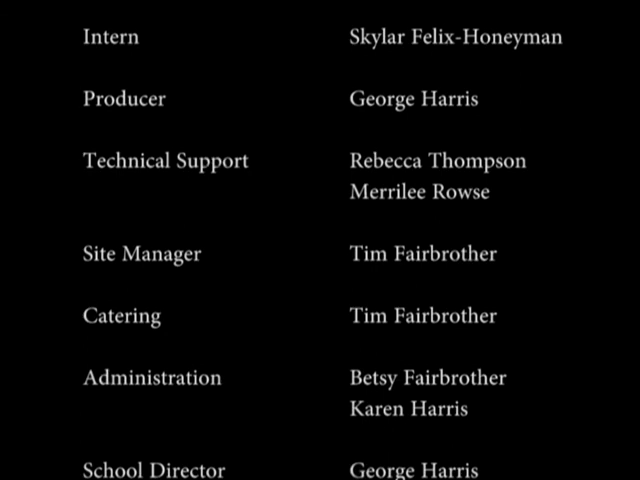 Intern Skylar Felix-Honeyman
Producer George Harris
Technical Support Rebecca Thompson
Merrilee Rowse
Site Manager Tim Fairbrother
Catering Tim Fairbrother
Administration Betsy Fairbrother
Karen Harris
School Director George Harris